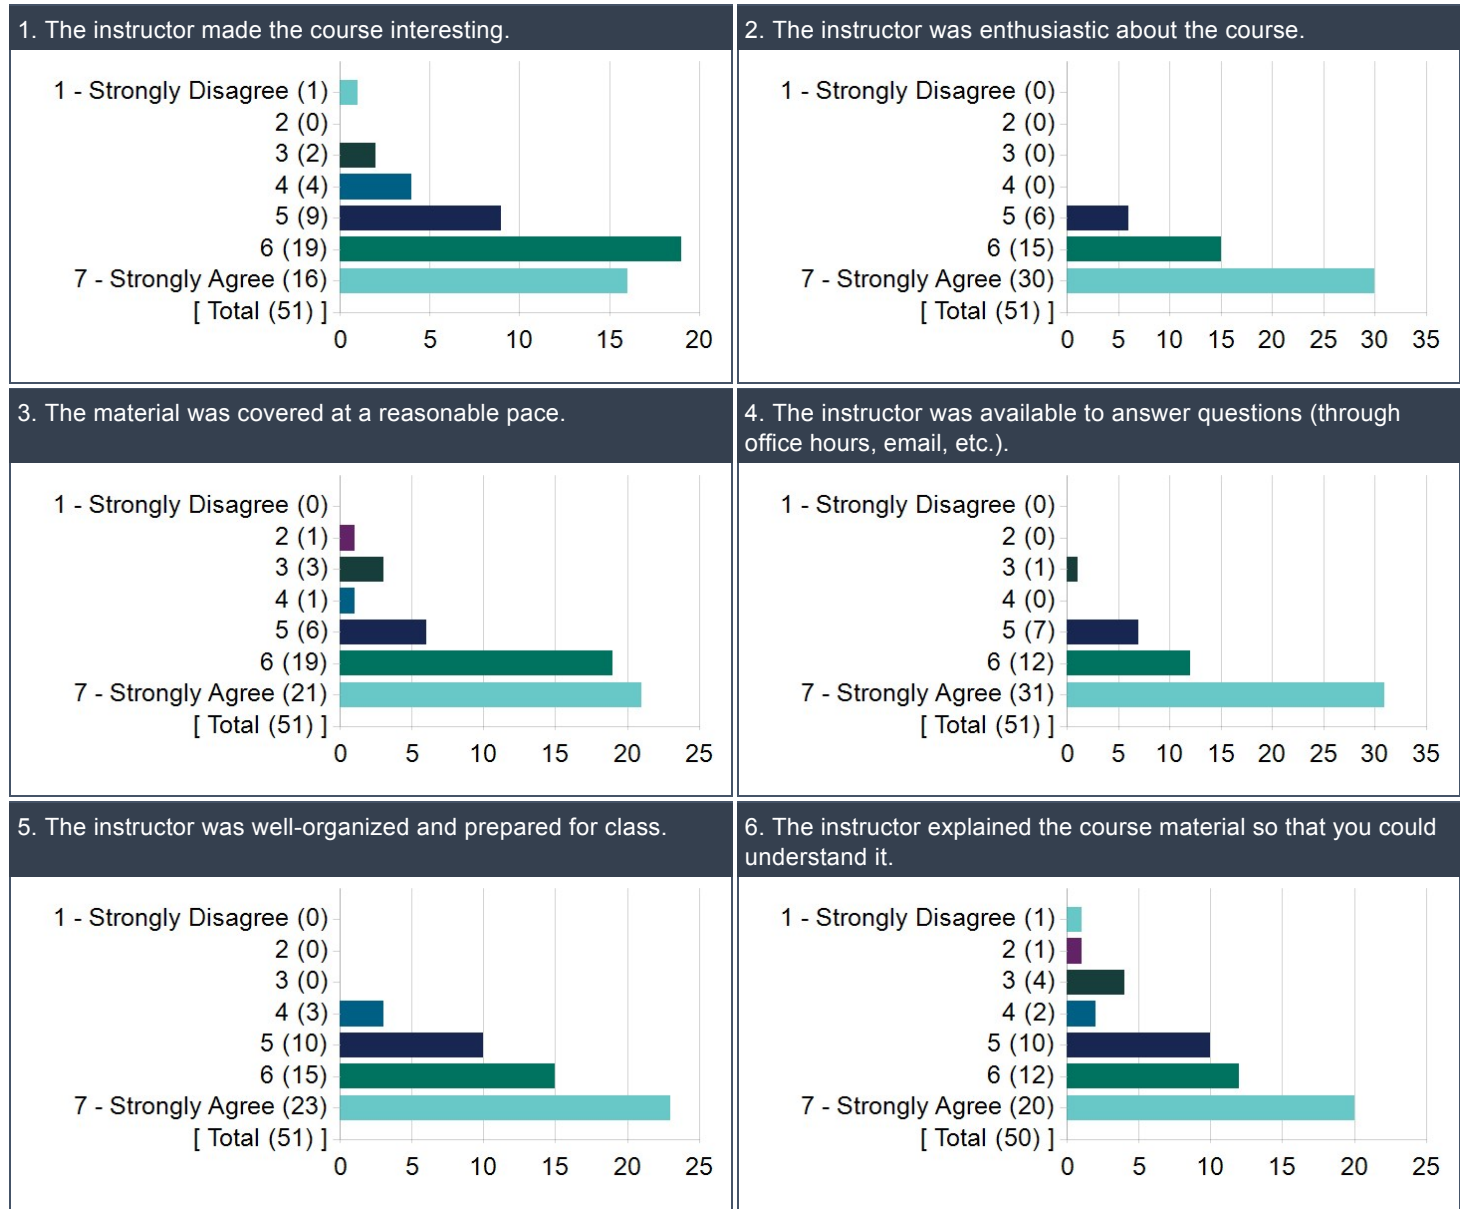 1. The instructor made the course interesting.
1 - Strongly Disagree (1)
2 (0)
3 (2)
4 (4)
5 (9)
6 (19)
7 - Strongly Agree (16)
[ Total (51) ]
0 5 10 15 20
2. The instructor was enthusiastic about the course.
1 - Strongly Disagree (0)
2 (0)
3 (0)
4 (0)
5 (6)
6 (15)
7 - Strongly Agree (30)
[ Total (51) ]
0 5 10 15 20 25 30 35
3. The material was covered at a reasonable pace.
1 - Strongly Disagree (0)
2 (1)
3 (3)
4 (1)
5 (6)
6 (19)
7 - Strongly Agree (21)
[ Total (51) ]
0 5 10 15 20 25
4. The instructor was available to answer questions (through
office hours, email, etc.).
1 - Strongly Disagree (0)
2 (0)
3 (1)
4 (0)
5 (7)
6 (12)
7 - Strongly Agree (31)
[ Total (51) ]
0 5 10 15 20 25 30 35
5. The instructor was well-organized and prepared for class.
1 - Strongly Disagree (0)
2 (0)
3 (0)
4 (3)
5 (10)
6 (15)
7 - Strongly Agree (23)
[ Total (51) ]
0 5 10 15 20 25
6. The instructor explained the course material so that you could
understand it.
1 - Strongly Disagree (1)
2 (1)
3 (4)
4 (2)
5 (10)
6 (12)
7 - Strongly Agree (20)
[ Total (50) ]
0 5 10 15 20 25